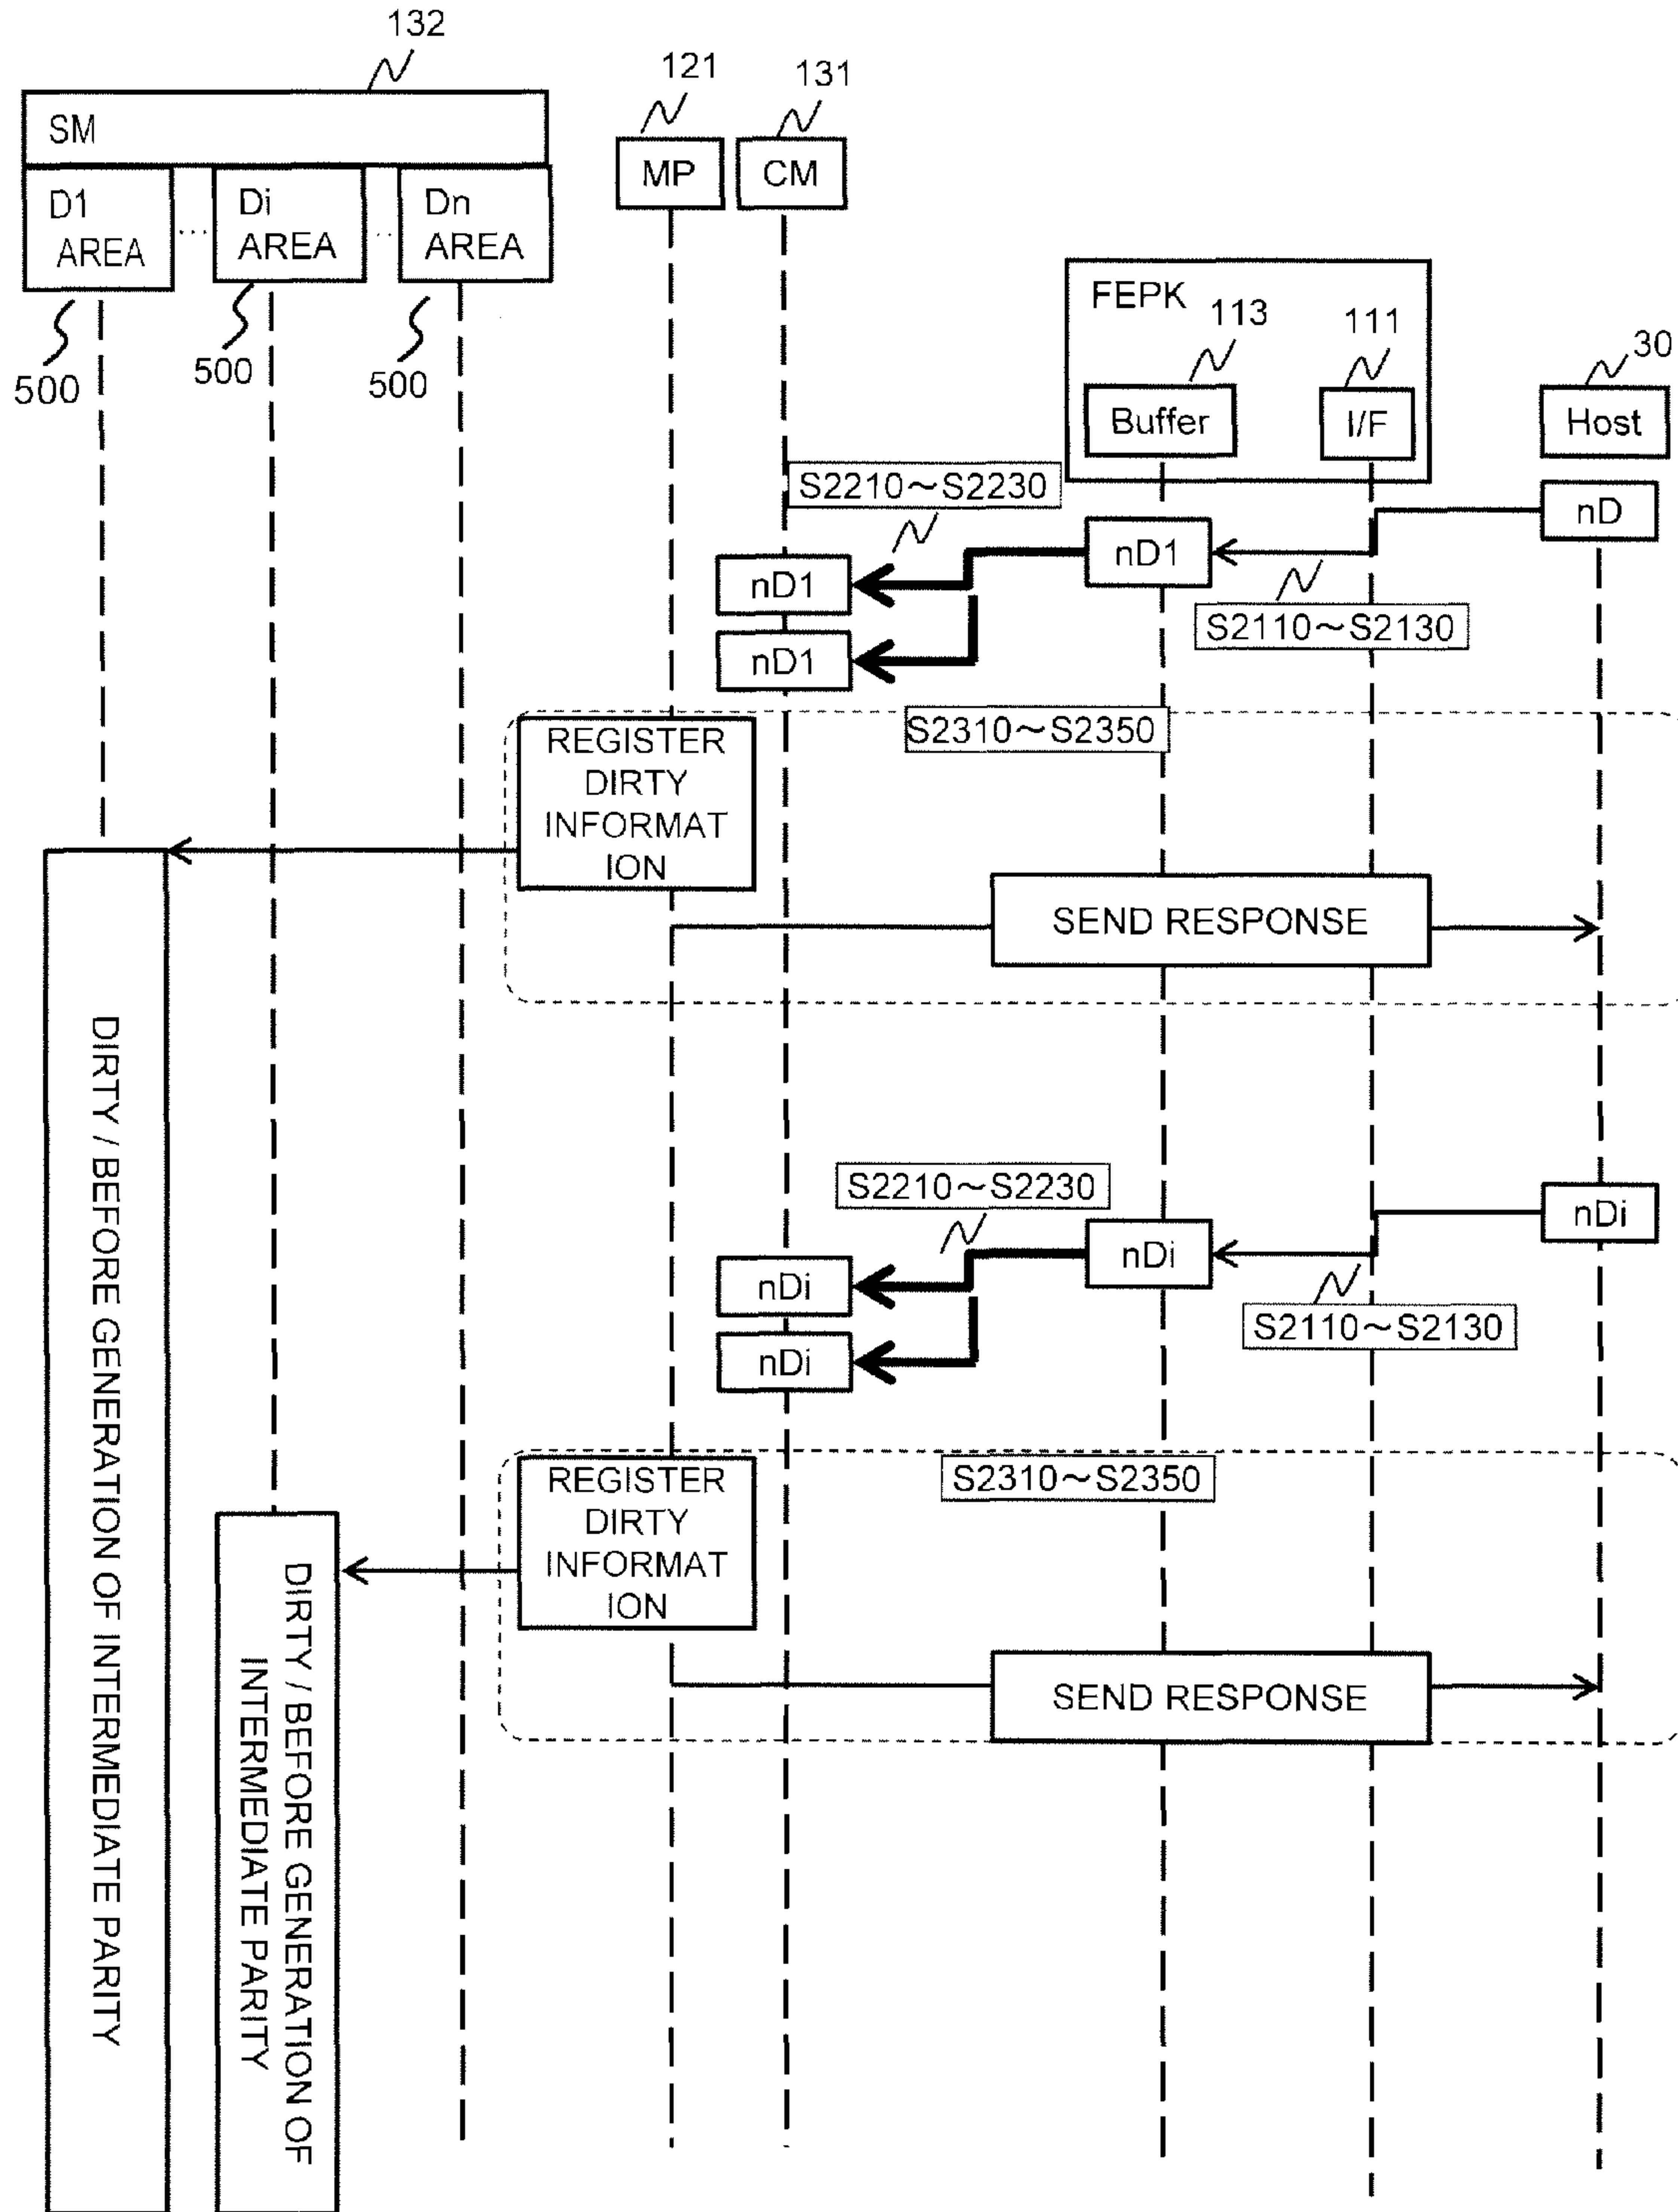 132
121
131
SM
MP
CM
D1
AREA
...
Di
AREA
...
Dn
AREA
500
500
500
FEPK
113
111
30
Buffer
I/F
Host
S2210~S2230
nD
nD1
nD1
S2110~S2130
nD1
S2310~S2350
REGISTER
DIRTY
INFORMAT
ION
SEND RESPONSE
DIRTY / BEFORE GENERATION OF INTERMEDIATE PARITY
S2210~S2230
nDi
nDi
nDi
S2110~S2130
nDi
S2310~S2350
REGISTER
DIRTY
INFORMAT
ION
DIRTY / BEFORE GENERATION OF
INTERMEDIATE PARITY
SEND RESPONSE